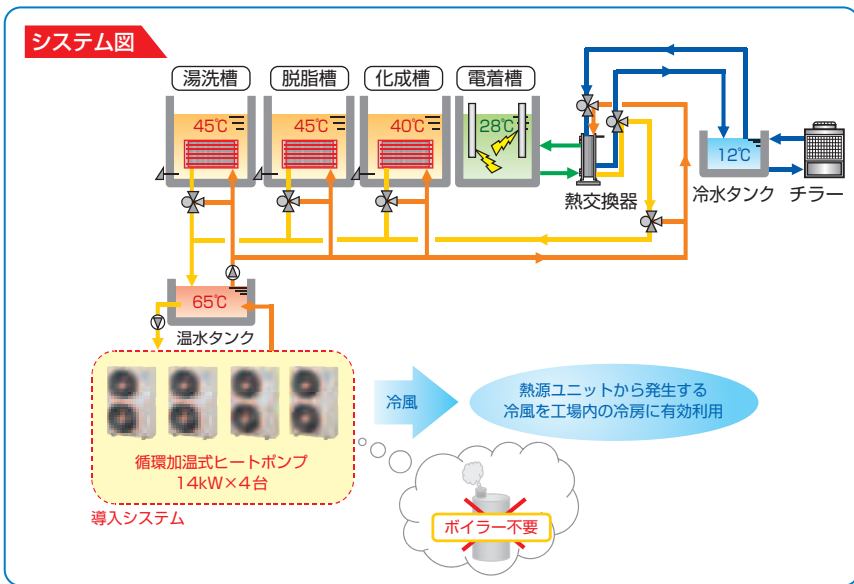 システム図
湯洗槽
脱脂槽
化成槽
電着槽
45℃
45℃
40℃
28℃
12℃
熱交換器
冷水タンク
チラー
65℃
温水タンク
冷風
熱源ユニットから発生する
冷風を工場内の冷房に有効利用
循環加温式ヒートポンプ
14kW×4台
導入システム
ボイラー不要